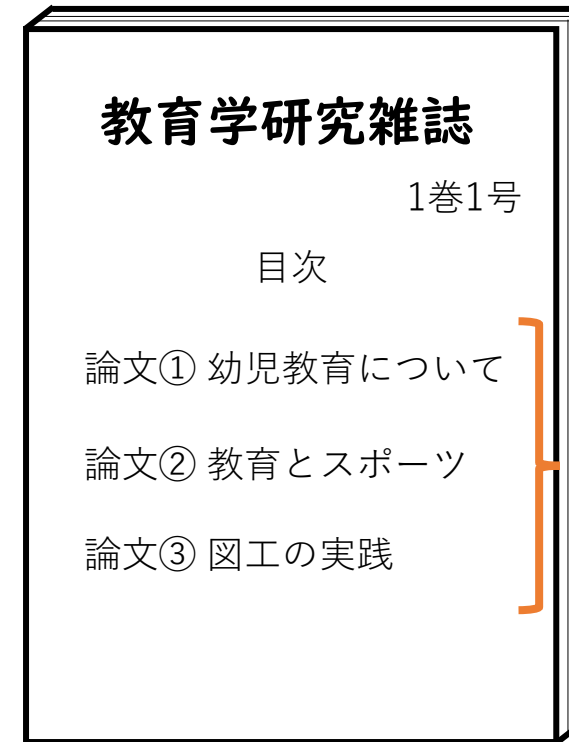 教育学研究雑誌
1巻1号
目次
論文① 幼児教育について
論文② 教育とスポーツ
論文③ 図工の実践